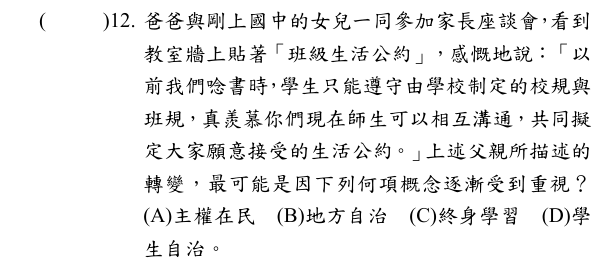 (　　)12. 爸爸與剛上國中的女兒一同參加家長座談會，看到
教室牆上貼著「班級生活公約」，感慨地說：「以
前我們唸書時，學生只能遵守由學校制定的校規與
班規，真羨慕你們現在師生可以相互溝通，共同擬
定大家願意接受的生活公約。」上述父親所描述的
轉變，最可能是因下列何項概念逐漸受到重視？
(A)主權在民　(B)地方自治　(C)終身學習　(D)學
生自治。